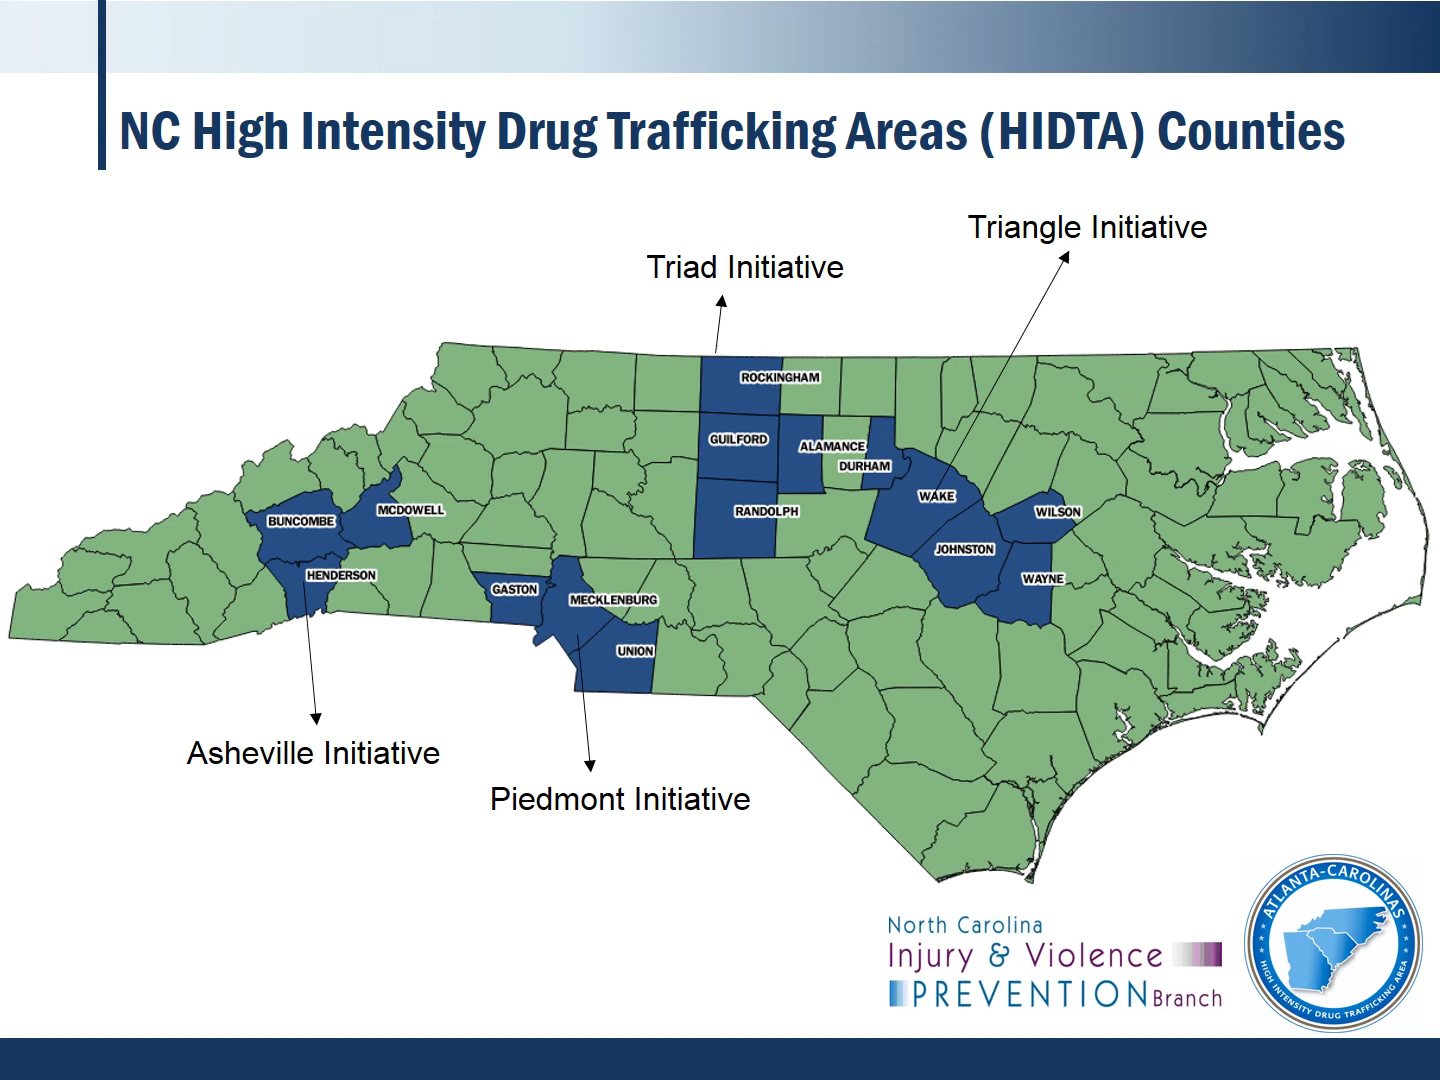 NC High Intensity Drug Trafficking Areas (HIDTA) Counties
Triangle Initiative
Triad Initiative
ROCKINGHAM
GUILFORD
ALAMANCE
DURHAM
RANDOLPH
WAKE
WILSON
JOHNSTON
WAYNE
BUNCOMBE
MCDOWELL
HENDERSON
GASTON
MECKLENBURG
UNION
Asheville Initiative
Piedmont Initiative
North Carolina
Injury & Violence
PREVENTION Branch
ATLANTA-CAROLINAS
HIGH INTENSITY DRUG TRAFFICKING AREA